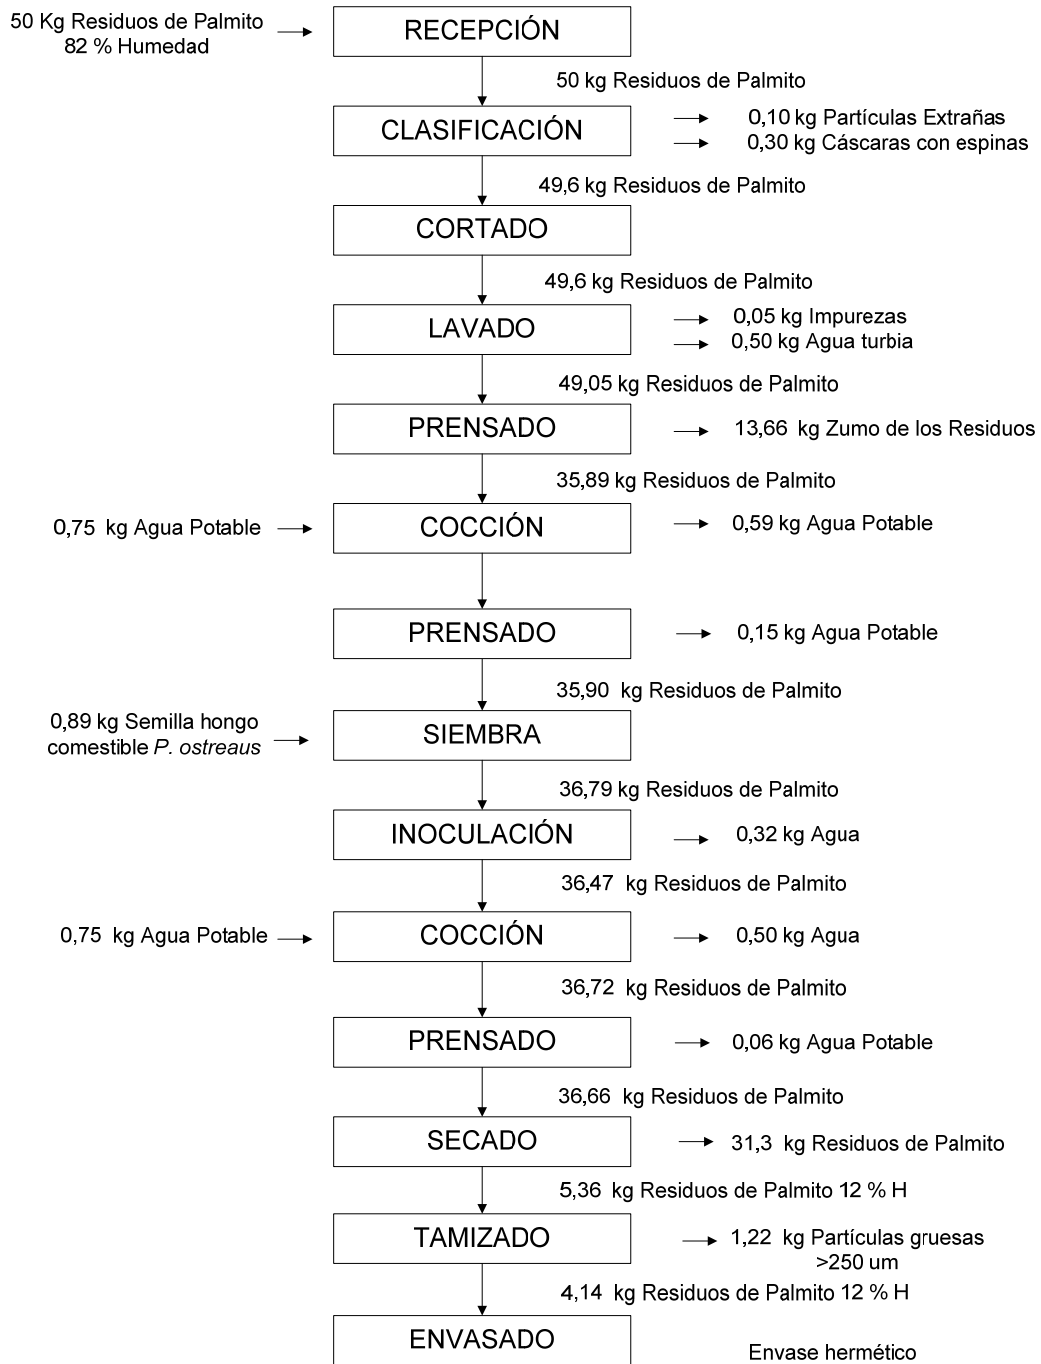 50 Kg Residuos de Palmito
82 % Humedad
RECEPCIÓN
50 kg Residuos de Palmito
CLASIFICACIÓN
0,10 kg Partículas Extrañas
0,30 kg Cáscaras con espinas
49,6 kg Residuos de Palmito
CORTADO
49,6 kg Residuos de Palmito
LAVADO
0,05 kg Impurezas
0,50 kg Agua turbia
49,05 kg Residuos de Palmito
PRENSADO
13,66 kg Zumo de los Residuos
35,89 kg Residuos de Palmito
0,75 kg Agua Potable
COCCIÓN
0,59 kg Agua Potable
PRENSADO
0,15 kg Agua Potable
35,90 kg Residuos de Palmito
0,89 kg Semilla hongo
comestible P. ostreaus
SIEMBRA
36,79 kg Residuos de Palmito
INOCULACIÓN
0,32 kg Agua
36,47 kg Residuos de Palmito
0,75 kg Agua Potable
COCCIÓN
0,50 kg Agua
36,72 kg Residuos de Palmito
PRENSADO
0,06 kg Agua Potable
36,66 kg Residuos de Palmito
SECADO
31,3 kg Residuos de Palmito
5,36 kg Residuos de Palmito 12 % H
TAMIZADO
1,22 kg Partículas gruesas
>250 um
4,14 kg Residuos de Palmito 12 % H
ENVASADO
Envase hermético